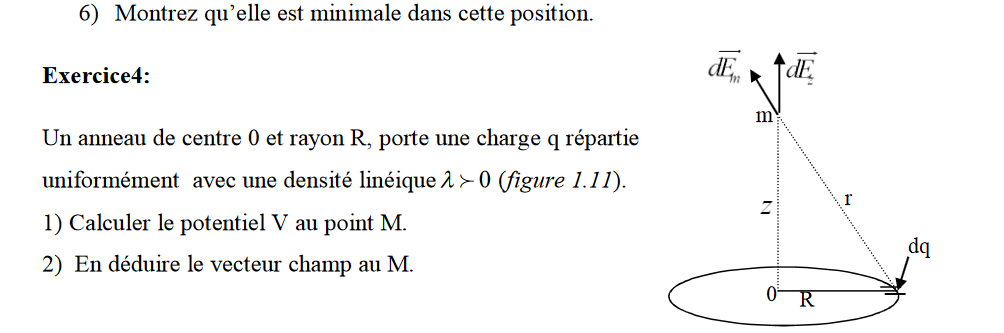 6) Montrez qu’elle est minimale dans cette position.
Exercice4:
Un anneau de centre 0 et rayon R, porte une charge q répartie
uniformément avec une densité linéique λ ≻ 0 (figure 1.11).
1) Calculer le potentiel V au point M.
2) En déduire le vecteur champ au M.
dEₘ
dE_z
m
z
r
dq
0
R